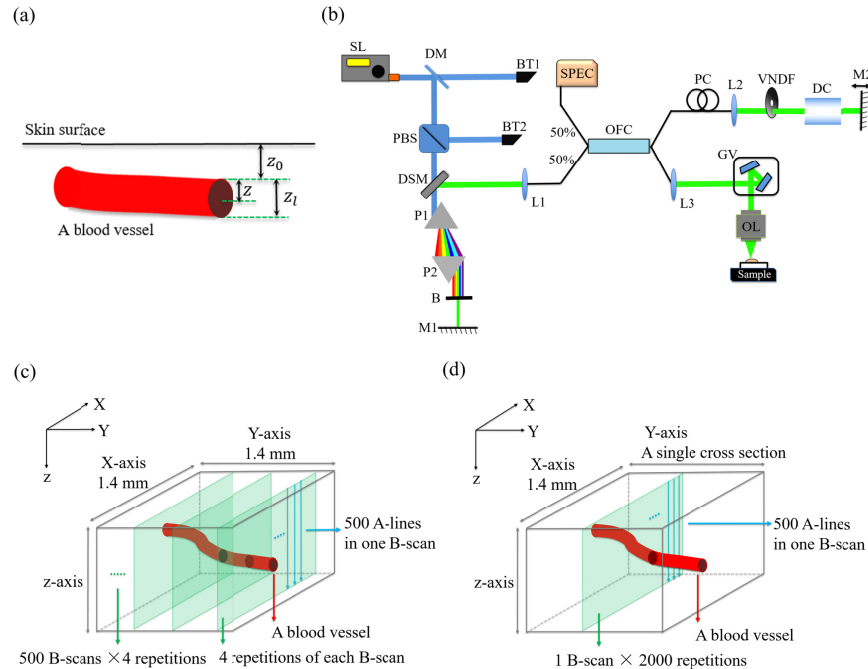 (a)
Skin surface
z0
z
zl
A blood vessel
(b)
SL
DM
BT1
PBS
BT2
DSM
P1
P2
B
M1
L1
SPEC
50%
50%
OFC
PC
L2
VNDF
DC
M2
GV
L3
OL
Sample
(c)
X
Y
z
X-axis
1.4 mm
Y-axis
1.4 mm
z-axis
500 A-lines
in one B-scan
A blood vessel
500 B-scans ×4 repetitions
4 repetitions of each B-scan
(d)
X
Y
z
X-axis
1.4 mm
Y-axis
A single cross section
z-axis
500 A-lines
in one B-scan
A blood vessel
1 B-scan × 2000 repetitions